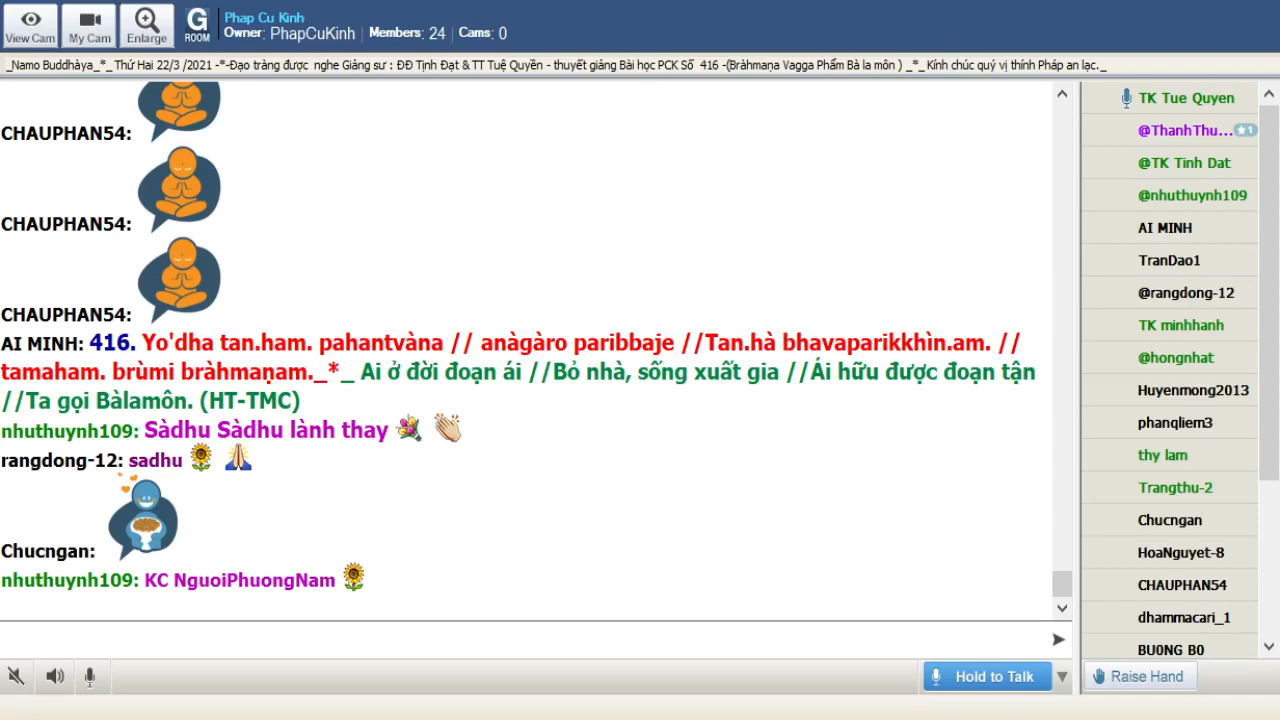 View Cam
My Cam
Enlarge
G
ROOM
Phap Cu Kinh
Owner: PhapCuKinh | Members: 24 | Cams: 0
_Namo Buddhàya_*_ Thứ Hai 22/3 /2021 -*-Đạo tràng được nghe Giảng sư : ĐĐ Tịnh Đạt & TT Tuệ Quyền - thuyết giảng Bài học PCK Số 416 -(Bràhmaṇa Vagga Phẩm Bà la môn ) _*_ Kính chúc quý vị thính Pháp an lạc._
CHAUPHAN54:
CHAUPHAN54:
CHAUPHAN54:
AI MINH: 416. Yo'dha tan.ham. pahantvàna // anàgàro paribbaje //Tan.hà bhavaparikkhìn.am. //
tamaham. brùmi bràhmaṇam._*_ Ai ở đời đoạn ái //Bỏ nhà, sống xuất gia //Ái hữu được đoạn tận
//Ta gọi Bàlamôn. (HT-TMC)
nhuthuynh109: Sàdhu Sàdhu lành thay
rangdong-12: sadhu
Chucngan:
nhuthuynh109: KC NguoiPhuongNam
Hold to Talk
TK Tue Quyen
@ThanhThu... 1
@TK Tinh Dat
@nhuthuynh109
AI MINH
TranDao1
@rangdong-12
TK minhhanh
@hongnhat
Huyenmong2013
phanqliem3
thy lam
Trangthu-2
Chucngan
HoaNguyet-8
CHAUPHAN54
dhammacari_1
BU0NG B0
Raise Hand